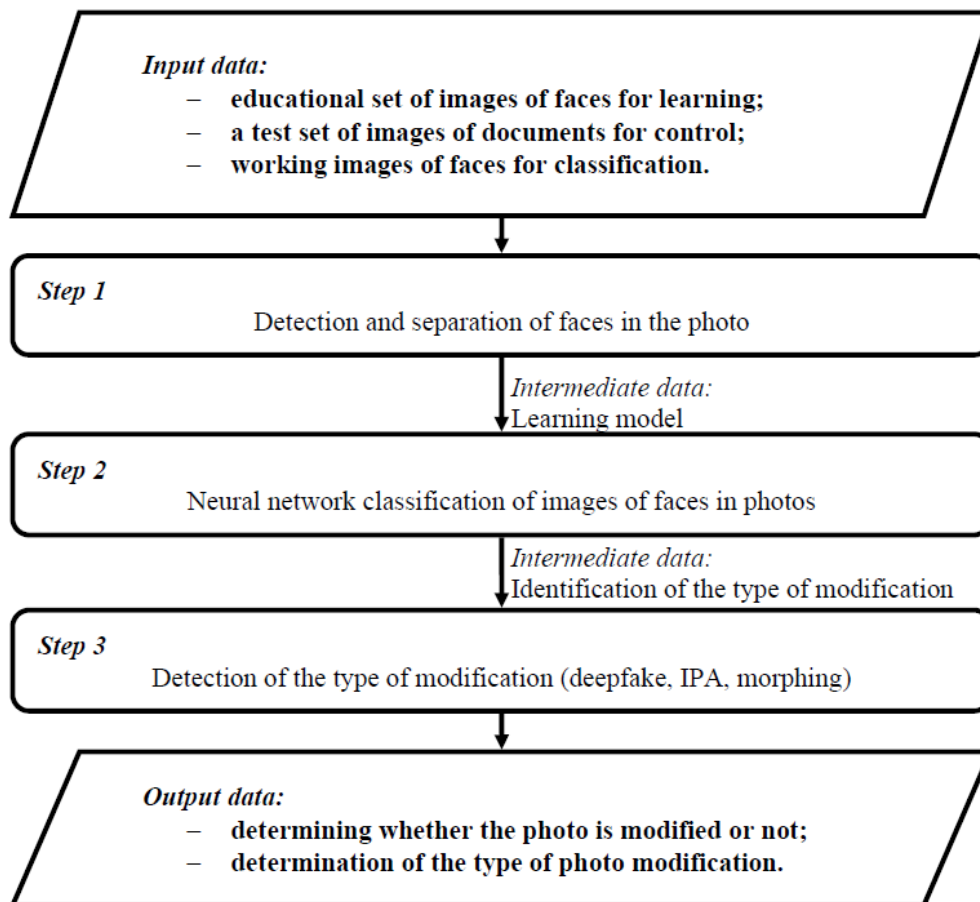 Input data:
– educational set of images of faces for learning;
– a test set of images of documents for control;
– working images of faces for classification.
Step 1
Detection and separation of faces in the photo
Intermediate data:
Learning model
Step 2
Neural network classification of images of faces in photos
Intermediate data:
Identification of the type of modification
Step 3
Detection of the type of modification (deepfake, IPA, morphing)
Output data:
– determining whether the photo is modified or not;
– determination of the type of photo modification.